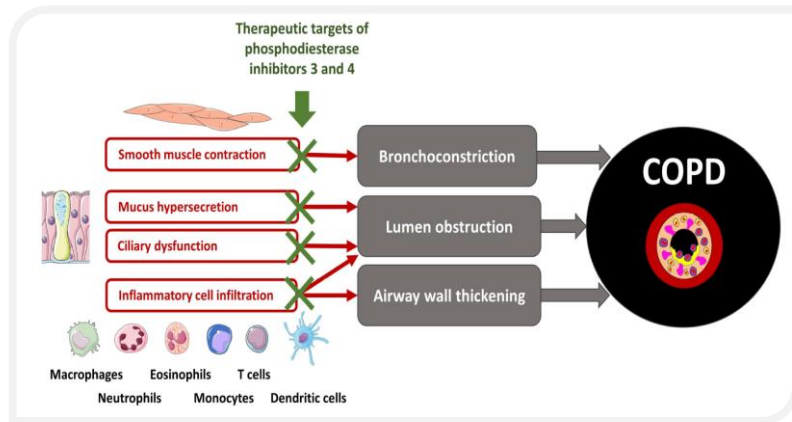 Therapeutic targets of
phosphodiesterase
inhibitors 3 and 4
Smooth muscle contraction
Bronchoconstriction
COPD
Mucus hypersecretion
Lumen obstruction
Ciliary dysfunction
Inflammatory cell infiltration
Airway wall thickening
Macrophages
Eosinophils
T cells
Neutrophils
Monocytes
Dendritic cells